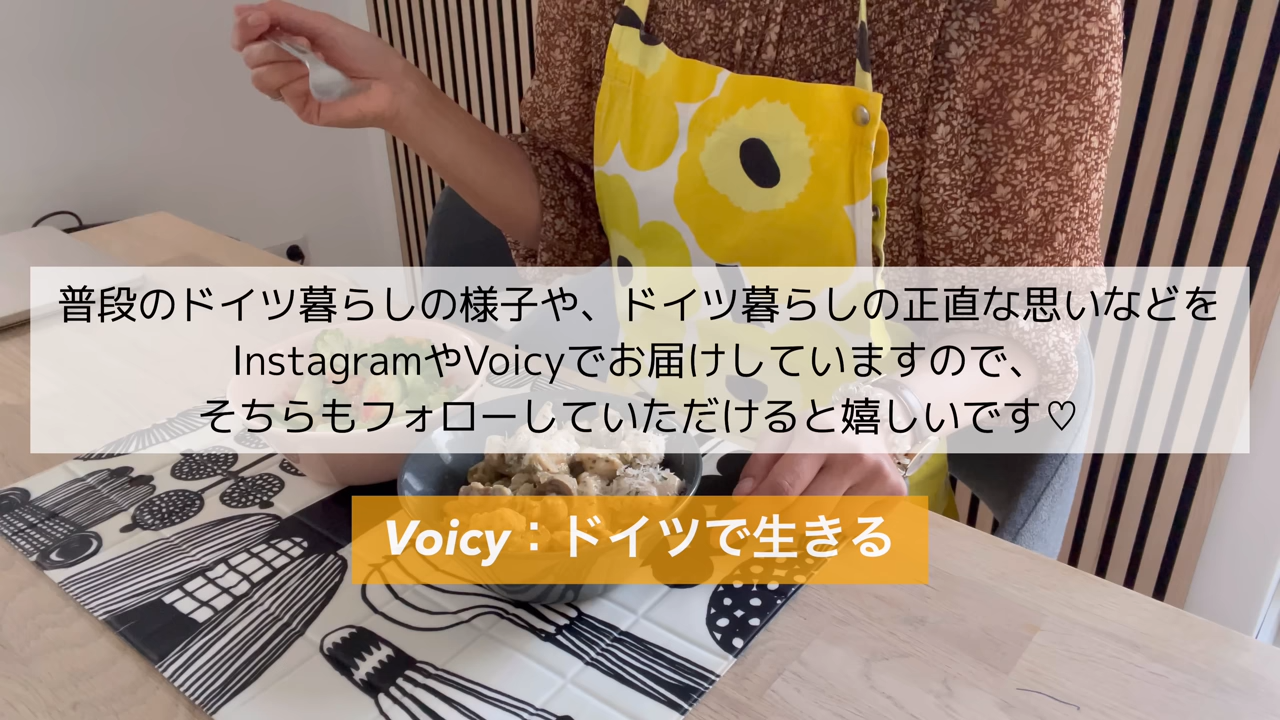 普段のドイツ暮らしの様子や、ドイツ暮らしの正直な思いなどを
InstagramやVoicyでお届けしていますので、
そちらもフォローしていただけると嬉しいです♡
Voicy：ドイツで生きる